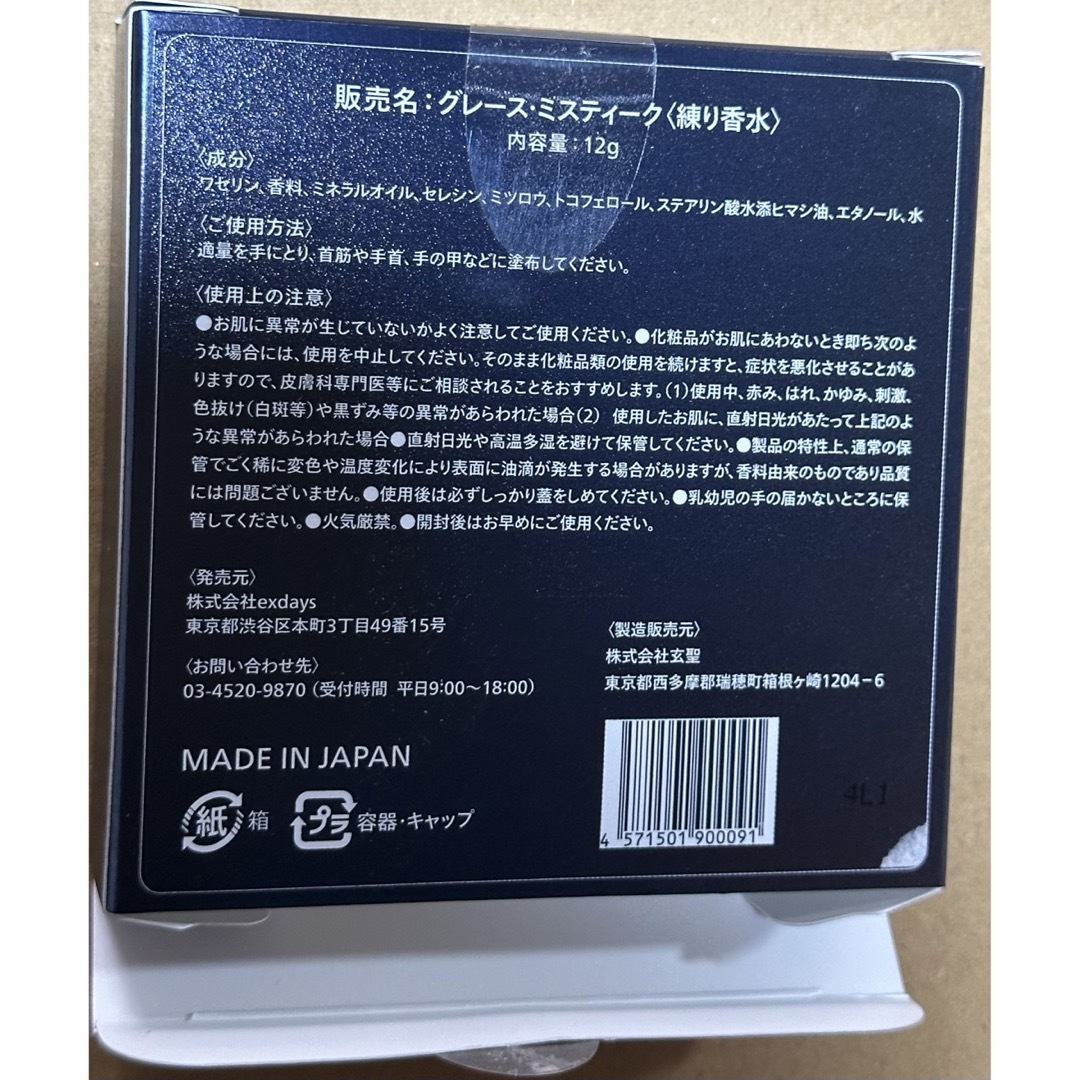 販売名：グレース・ミスティーク〈練り香水〉
内容量：12g
〈成分〉
ワセリン、香料、ミネラルオイル、セレシン、ミツロウ、トコフェロール、ステアリン酸水添ヒマシ油、エタノール、水
〈ご使用方法〉
適量を手にとり、首筋や手首、手の甲などに塗布してください。
〈使用上の注意〉
●お肌に異常が生じていないかよく注意してご使用ください。●化粧品がお肌にあわないとき即ち次のよ
うな場合には、使用を中止してください。そのまま化粧品類の使用を続けますと、症状を悪化させることがあ
りますので、皮膚科専門医等にご相談されることをおすすめします。（1）使用中、赤み、はれ、かゆみ、刺激、
色抜け（白斑等）や黒ずみ等の異常があらわれた場合（2） 使用したお肌に、直射日光があたって上記のよ
うな異常があらわれた場合●直射日光や高温多湿を避けて保管してください。●製品の特性上、通常の保
管でごく稀に変色や温度変化により表面に油滴が発生する場合がありますが、香料由来のものであり品質
には問題ございません。●使用後は必ずしっかり蓋をしめてください。●乳幼児の手の届かないところに保
管してください。●火気厳禁。●開封後はお早めにご使用ください。
〈発売元〉
株式会社exdays
東京都渋谷区本町3丁目49番15号
〈お問い合わせ先〉
03-4520-9870（受付時間 平日9:00～18:00）
〈製造販売元〉
株式会社玄聖
東京都西多摩郡瑞穂町箱根ヶ崎1204－6
MADE IN JAPAN
紙 箱
プラ 容器・キャップ
4 571501 900091
4L1